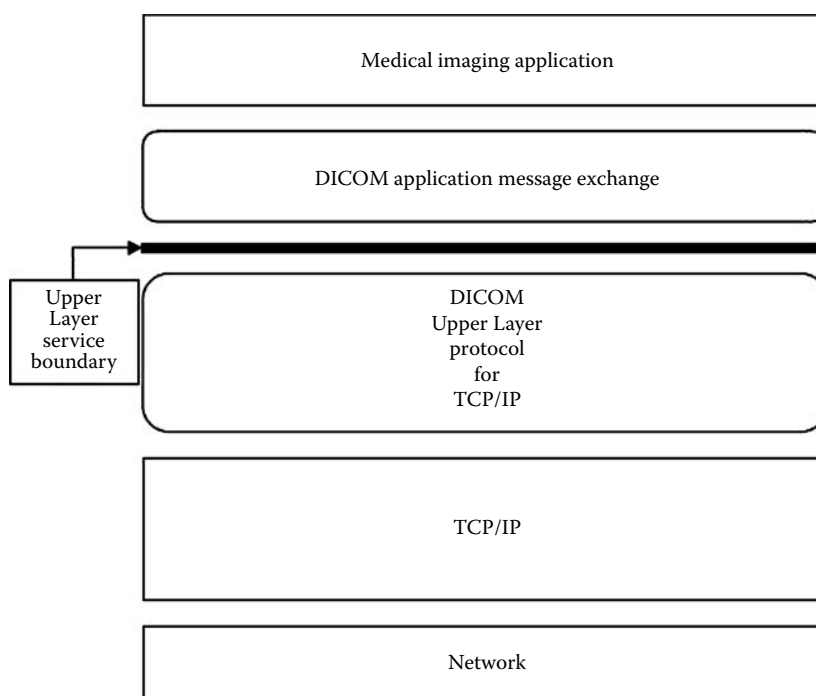 Medical imaging application
DICOM application message exchange
Upper
Layer
service
boundary
DICOM
Upper Layer
protocol
for
TCP/IP
TCP/IP
Network